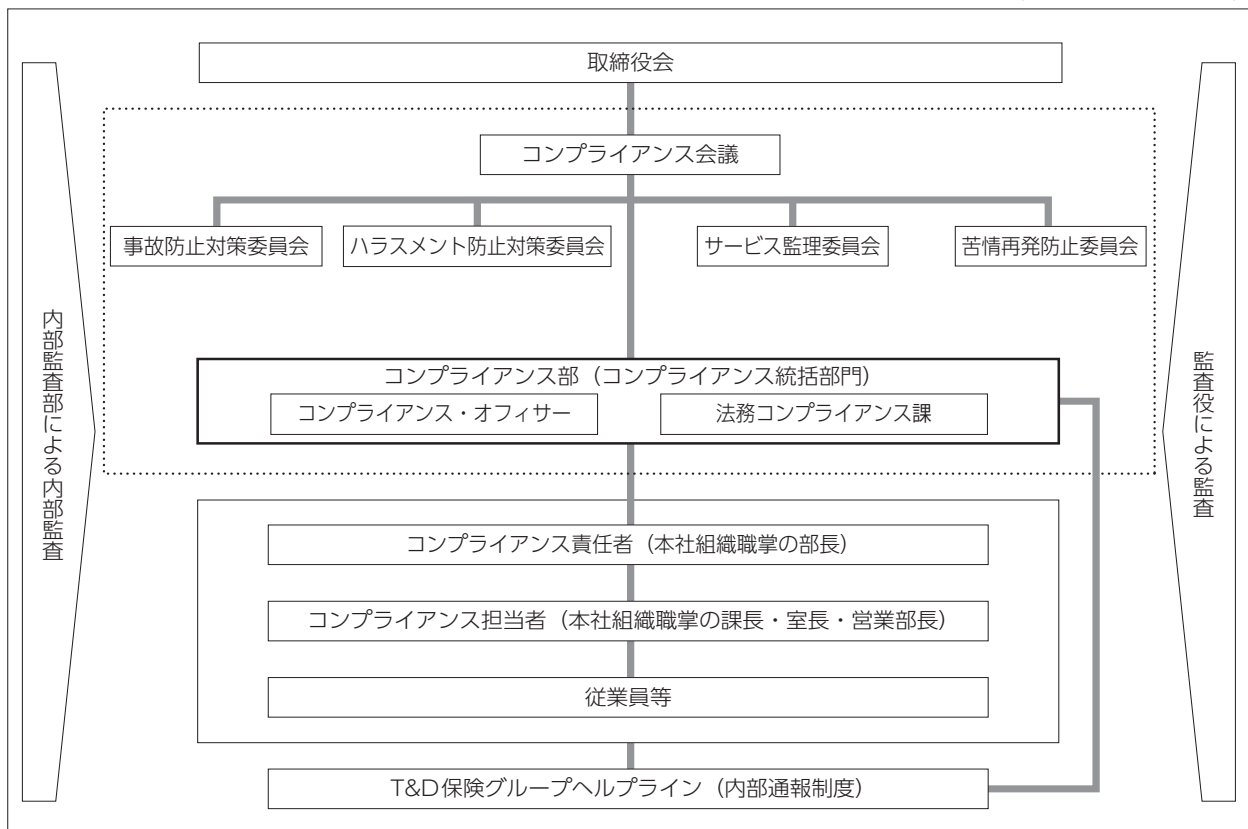 取締役会
コンプライアンス会議
事故防止対策委員会
ハラスメント防止対策委員会
サービス監理委員会
苦情再発防止委員会
内部監査部による内部監査
監査役による監査
コンプライアンス部（コンプライアンス統括部門）
コンプライアンス・オフィサー
法務コンプライアンス課
コンプライアンス責任者（本社組織職掌の部長）
コンプライアンス担当者（本社組織職掌の課長・室長・営業部長）
従業員等
T&D保険グループヘルプライン（内部通報制度）